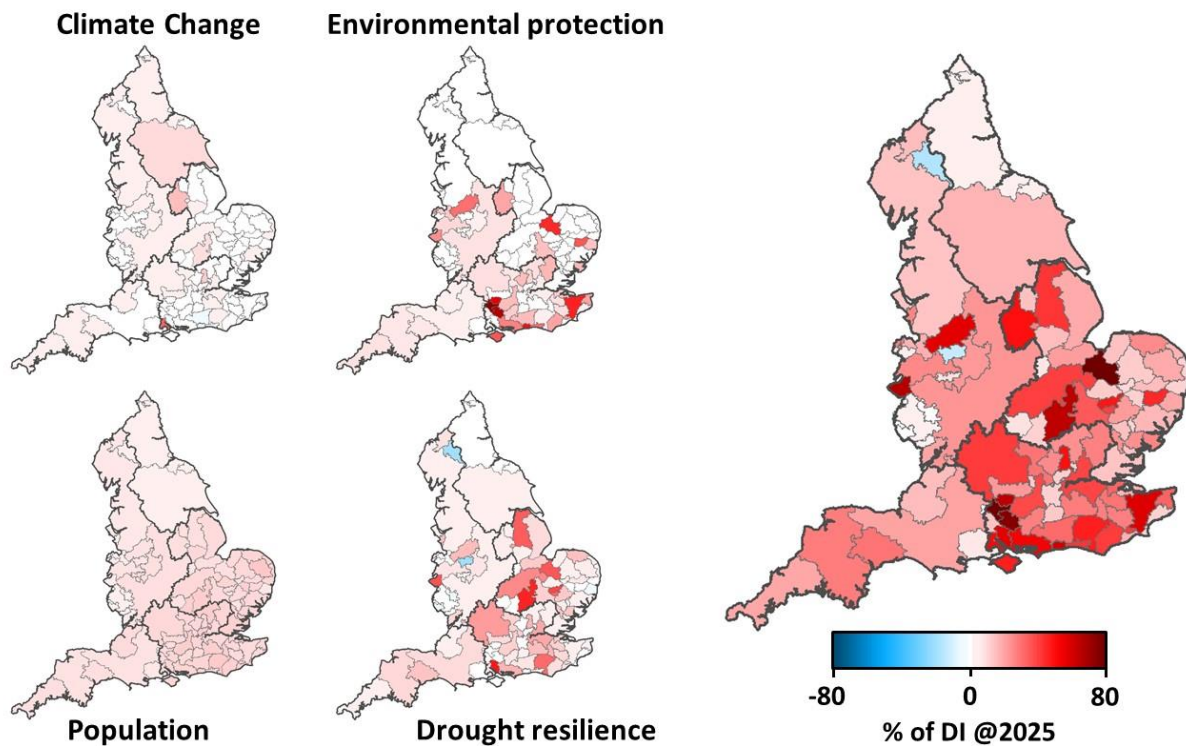 Climate Change
Environmental protection
Population
Drought resilience
-80
0
80
% of DI @2025